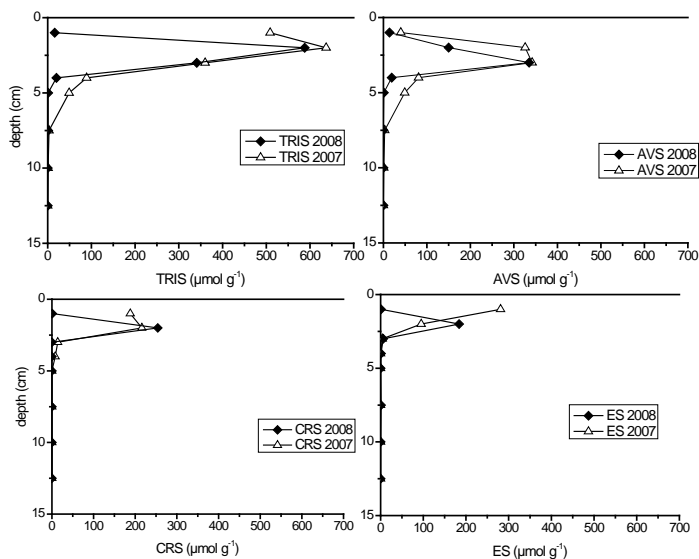 0
5
10
15
depth (cm)
TRIS 2008
TRIS 2007
0 100 200 300 400 500 600 700
TRIS (μmol g⁻¹)
0
5
10
15
AVS 2008
AVS 2007
0 100 200 300 400 500 600 700
AVS (μmol g⁻¹)
0
5
10
15
depth (cm)
CRS 2008
CRS 2007
0 100 200 300 400 500 600 700
CRS (μmol g⁻¹)
0
5
10
15
ES 2008
ES 2007
0 100 200 300 400 500 600 700
ES (μmol g⁻¹)